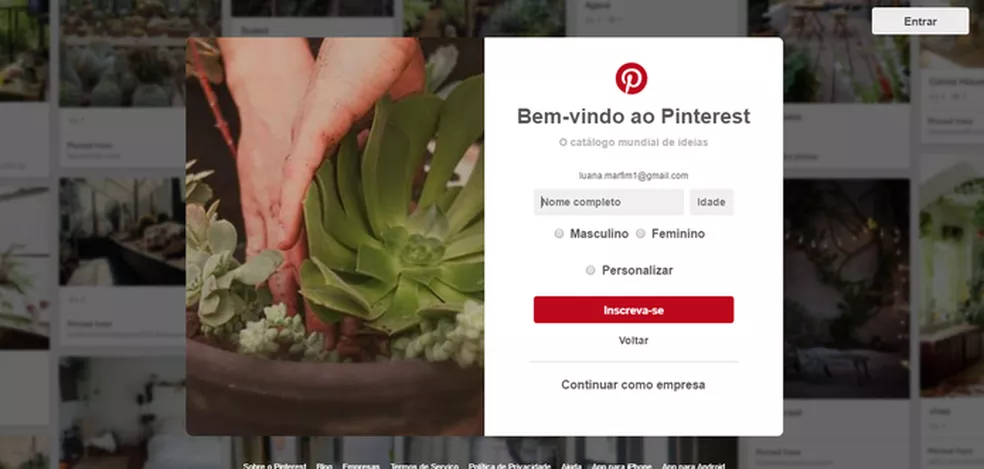 Entrar
Bem-vindo ao Pinterest
O catálogo mundial de ideias
luana.marfim1@gmail.com
Nome completo
Idade
Masculino
Feminino
Personalizar
Inscreva-se
Voltar
Continuar como empresa
Sobre o Pinterest Blog Empresas Termos de Serviço Política de Privacidade Ajuda App para iPhone App para Android